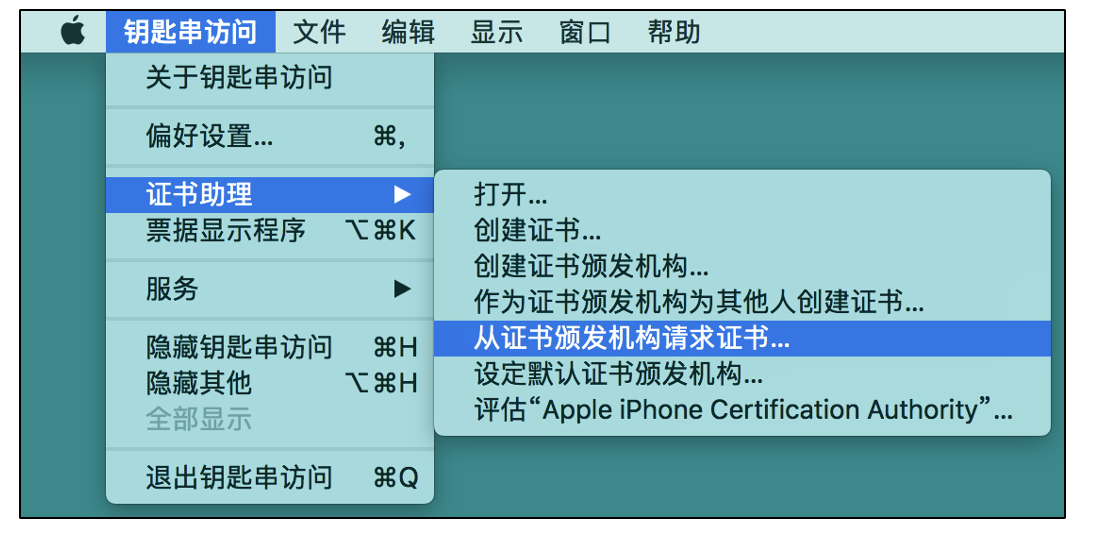 钥匙串访问 文件 编辑 显示 窗口 帮助
关于钥匙串访问
偏好设置... ⌘,
证书助理 ▶
票据显示程序 ⌥⌘K
服务 ▶
隐藏钥匙串访问 ⌘H
隐藏其他 ⌥⌘H
全部显示
退出钥匙串访问 ⌘Q
打开...
创建证书...
创建证书颁发机构...
作为证书颁发机构为其他人创建证书...
从证书颁发机构请求证书...
设定默认证书颁发机构...
评估“Apple iPhone Certification Authority”...